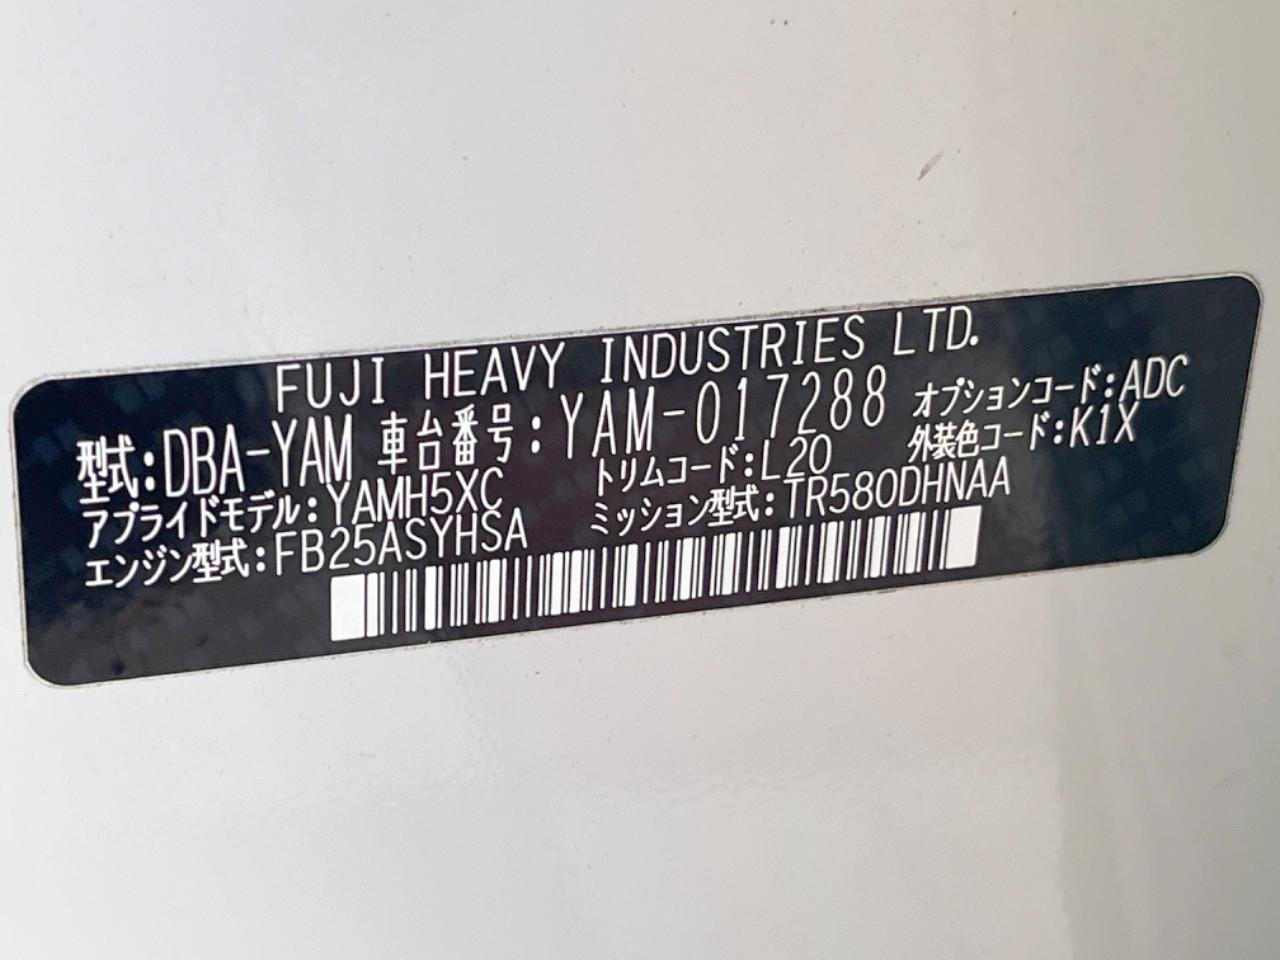 FUJI HEAVY INDUSTRIES LTD.
型式:DBA-YAM 車台番号:YAM-017288 オプションコード:ADC
アプライドモデル:YAMH5XC トリムコード:L20 外装色コード:K1X
エンジン型式:FB25ASYHSA ミッション型式:TR580DHNAA